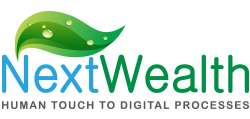 NextWealth
HUMAN TOUCH TO DIGITAL PROCESSES